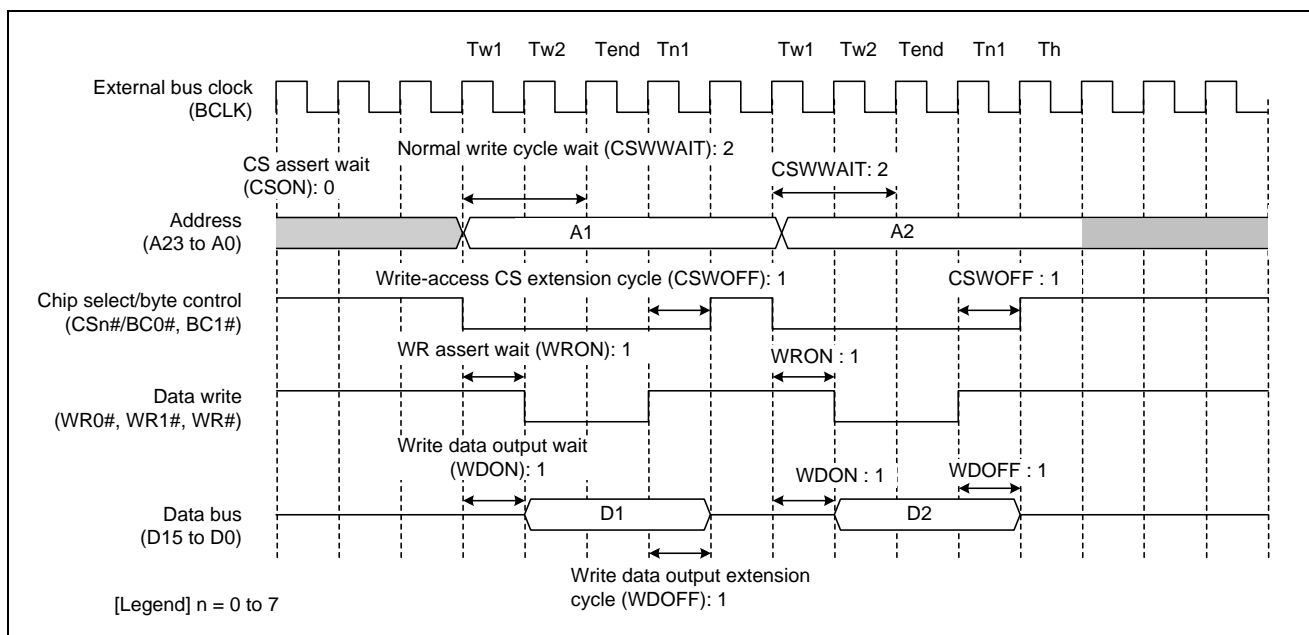 Tw1 Tw2 Tend Tn1 Tw1 Tw2 Tend Tn1 Th
External bus clock
(BCLK)
Normal write cycle wait (CSWWAIT): 2
CS assert wait
(CSON): 0
CSWWAIT: 2
Address
(A23 to A0)
A1
A2
Write-access CS extension cycle (CSWOFF): 1
CSWOFF : 1
Chip select/byte control
(CSn#/BC0#, BC1#)
WR assert wait (WRON): 1
WRON : 1
Data write
(WR0#, WR1#, WR#)
Write data output wait
(WDON): 1
WDON : 1
WDOFF : 1
Data bus
(D15 to D0)
D1
D2
Write data output extension
cycle (WDOFF): 1
[Legend] n = 0 to 7